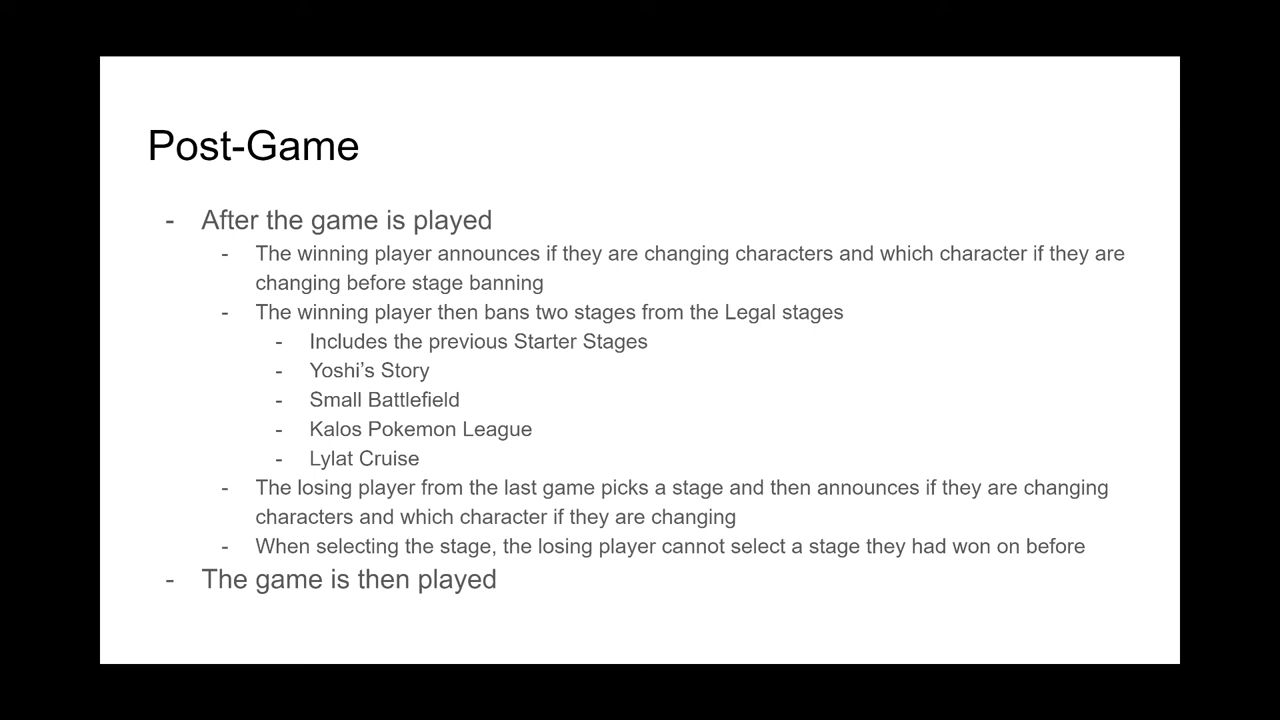 Post-Game
- After the game is played
- The winning player announces if they are changing characters and which character if they are
changing before stage banning
- The winning player then bans two stages from the Legal stages
- Includes the previous Starter Stages
- Yoshi’s Story
- Small Battlefield
- Kalos Pokemon League
- Lylat Cruise
- The losing player from the last game picks a stage and then announces if they are changing
characters and which character if they are changing
- When selecting the stage, the losing player cannot select a stage they had won on before
- The game is then played